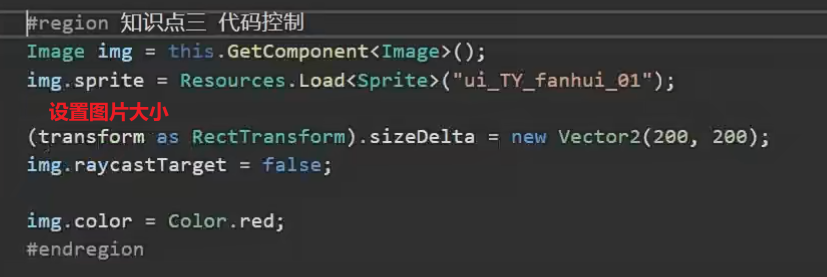 #region 知识点三 代码控制
Image img = this.GetComponent<Image>();
img.sprite = Resources.Load<Sprite>("ui_TY_fanhui_01");
设置图片大小
(transform as RectTransform).sizeDelta = new Vector2(200, 200);
img.raycastTarget = false;
img.color = Color.red;
#endregion